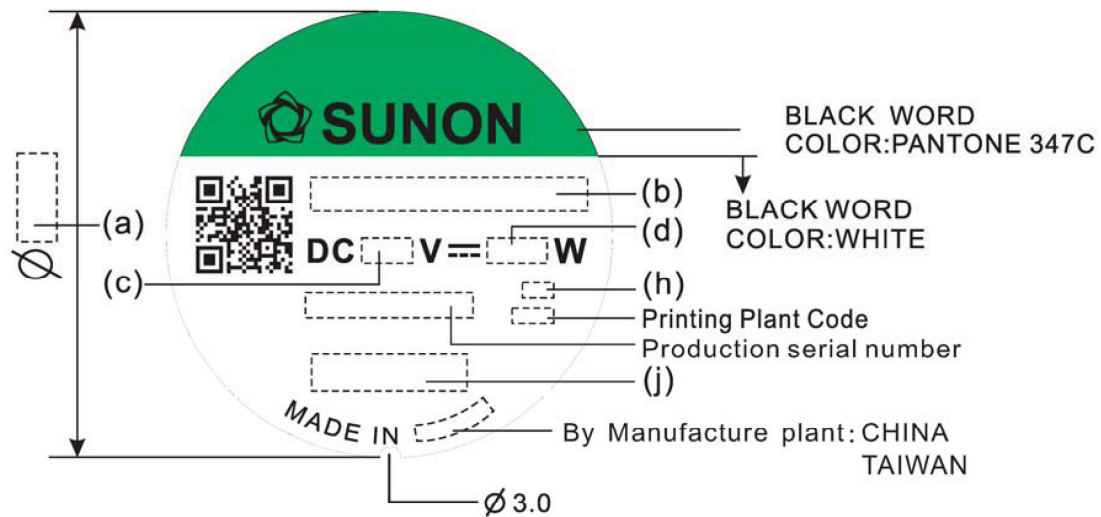 SUNON
BLACK WORD
COLOR:PANTONE 347C
(a)
(b)
BLACK WORD
COLOR:WHITE
(d)
DC V⎓ W
Ø
(c)
(h)
Printing Plant Code
Production serial number
(j)
MADE IN
By Manufacture plant: CHINA
TAIWAN
Ø 3.0